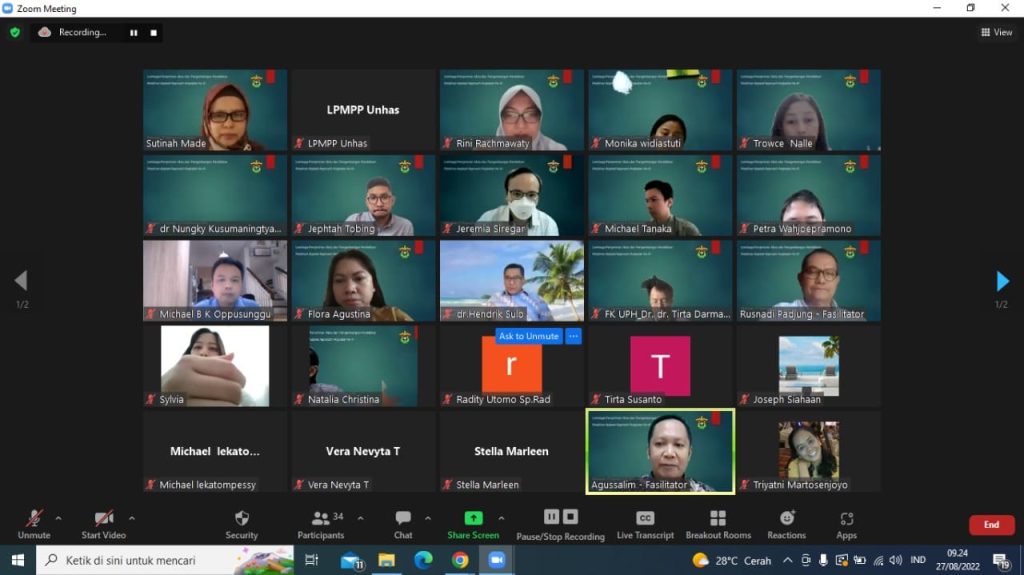 Zoom Meeting
Recording...
View
Sutinah Made
LPMPP Unhas
LPMPP Unhas
Rini Rachmawaty
Monika widiastuti
Trowce Nalle
dr Nungky Kusumaningtya...
Jephtah Tobing
Jeremia Siregar
Michael Tanaka
Petra Wahjoepramono
Michael B K Oppusunggu
Flora Agustina
dr.Hendrik Sulo
FK UPH_Dr. dr. Tirta Darma...
Rusnadi Padjung - Fasilitator
1/2
1/2
Ask to Unmute
...
r
T
Sylvia
Natalia Christina
Radity Utomo Sp.Rad
Tirta Susanto
Joseph Siahaan
Michael lekato...
Vera Nevyta T
Stella Marleen
Michael lekatompessy
Vera Nevyta T
Stella Marleen
Agussalim - Fasilitator
Triyatni Martosenjoyo
34
CC
Unmute
Start Video
Security
Participants
Chat
Share Screen
Pause/Stop Recording
Live Transcript
Breakout Rooms
Reactions
Apps
End
Ketik di sini untuk mencari
11
28°C Cerah
IND
09.24
27/08/2022
19